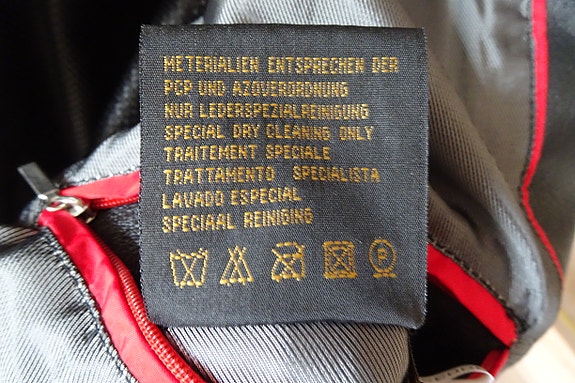 METERIALIEN ENTSPRECHEN DER
PCP UND AZOVERORDNUNG
NUR LEDERSPEZIALREINIGUNG
SPECIAL DRY CLEANING ONLY
TRAITEMENT SPECIALE
TRATTAMENTO SPECIALISTA
LAVADO ESPECIAL
SPECIAAL REINIGING
P